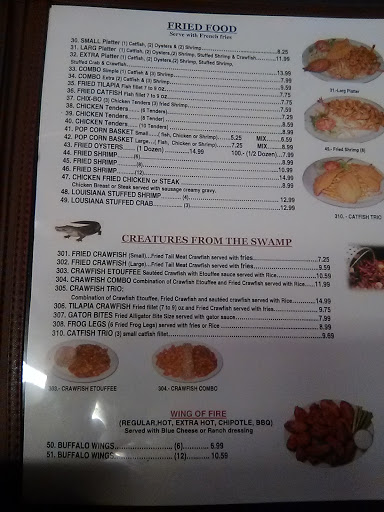 FRIED FOOD
Serve with French fries
30. SMALL Platter (1) Catfish, (2) Oysters & (2) Shrimp 8.25
31. LARG Platter (1) Catfish, (2) Oysters,(2) Shrimp, Stuffed Shrimp & Crawfish 11.99
32. EXTRA Platter (1) Catfish, (2) Oysters,(2) Shrimp, Stuffed Shrimp,
Stuffed Crab & Crawfish 13.99
33. COMBO Simple (1) Catfish & (3) Shrimp 7.99
34. COMBO Extra (2) Catfish & (3) Shrimp
35. FRIED TILAPIA Fish fillet 7 to 9 oz
36. FRIED CATFISH Fish fillet 7 to 9 oz 7.75
37. CHIX-BO (3) Chicken Tenders (3) fried Shrimp 7.59
38. CHICKEN Tenders...... (6 Tenders) 7.29
39. CHICKEN Tenders...... (8 Tender)
40. CHICKEN Tenders...... (10 Tenders) 8.59
41. POP CORN BASKET Small.....( fish, Chicken or Shrimp) 5.25 MIX 5.59
42. POP CORN BASKET Large....( Fish, Chicken or Shrimp) 7.75 MIX 8.99
43. FRIED OYSTERS (1 Dozen) 14.99 100.- (1/2 Dozen) 7.99
44. FRIED SHRIMP (6) 8.99
45. FRIED SHRIMP (9) 10.99
46. FRIED SHRIMP (12) 14.99
47. CHICKEN FRIED CHICKEN or STEAK
Chicken Breast or Steak served with sausage creamy gravy.
48. LOUISIANA STUFFED SHRIMP (4) 12.99
49. LOUSIANA STUFFED CRAB (3) 12.99
31.-Larg Platter
45.- Fried Shrimp (9)
310. - CATFISH TRIO
CREATURES FROM THE SWAMP
301. FRIED CRAWFISH (Small)...Fried Tail Meat Crawfish served with fries 7.25
302. FRIED CRAWFISH (Large)...Fried Tail Meat Crawfish served with fries 9.59
303. CRAWFISH ETOUFFEE Sautéed Crawfish with Etouffee sauce served with Rice 10.59
304. CRAWFISH COMBO Combination of Crawfish Etouffee and Fried Crawfish served with Rice 11.99
305. CRAWFISH TRIO:
Combination of Crawfish Etouffee, Fried Crawfish and sautéed crawfish served with Rice 14.99
306. TILAPIA CRAWFISH Fried fillet (7 to 9) oz and Fried Crawfish served with fries 9.75
307. GATOR BITES Fried Alligator Bite Size served with gator sauce 7.99
308. FROG LEGS (6 Fried Frog Legs) served with fries or Rice 8.99
310. CATFISH TRIO (3) small catfish fillet 9.69
303.- CRAWFISH ETOUFFEE
304.- CRAWFISH COMBO
WING OF FIRE
(REGULAR,HOT, EXTRA HOT, CHIPOTLE, BBQ)
Served with Blue Cheese or Ranch dressing
50. BUFFALO WINGS (6) 5.99
51. BUFFALO WINGS (12) 10.59